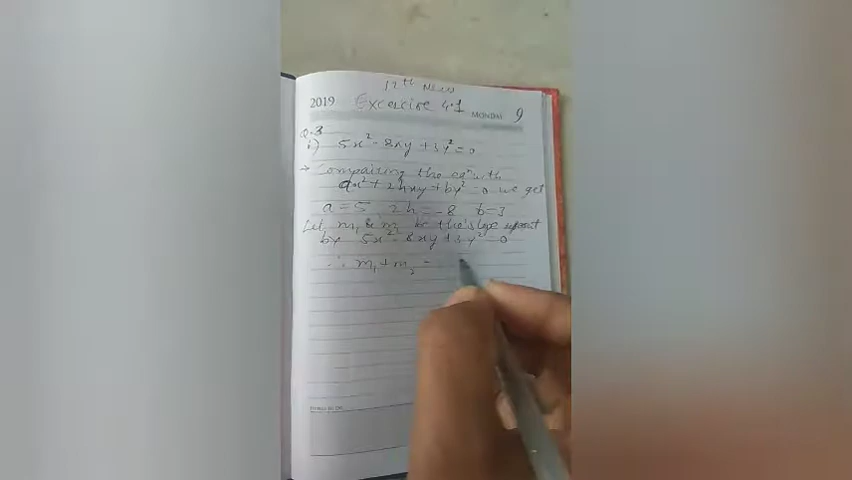 12th New
2019 Excercise 4.1 MONDAY 9
Q.3
i) 5x² - 8xy + 3y² = 0
→ Comparing the eqⁿ with
ax² + 2hxy + by² = 0 we get
a = 5 2h = -8 b = 3
Let m₁ & m₂ be the slope
by 5x² - 8xy + 3y² = 0
∴ m₁ + m₂ =